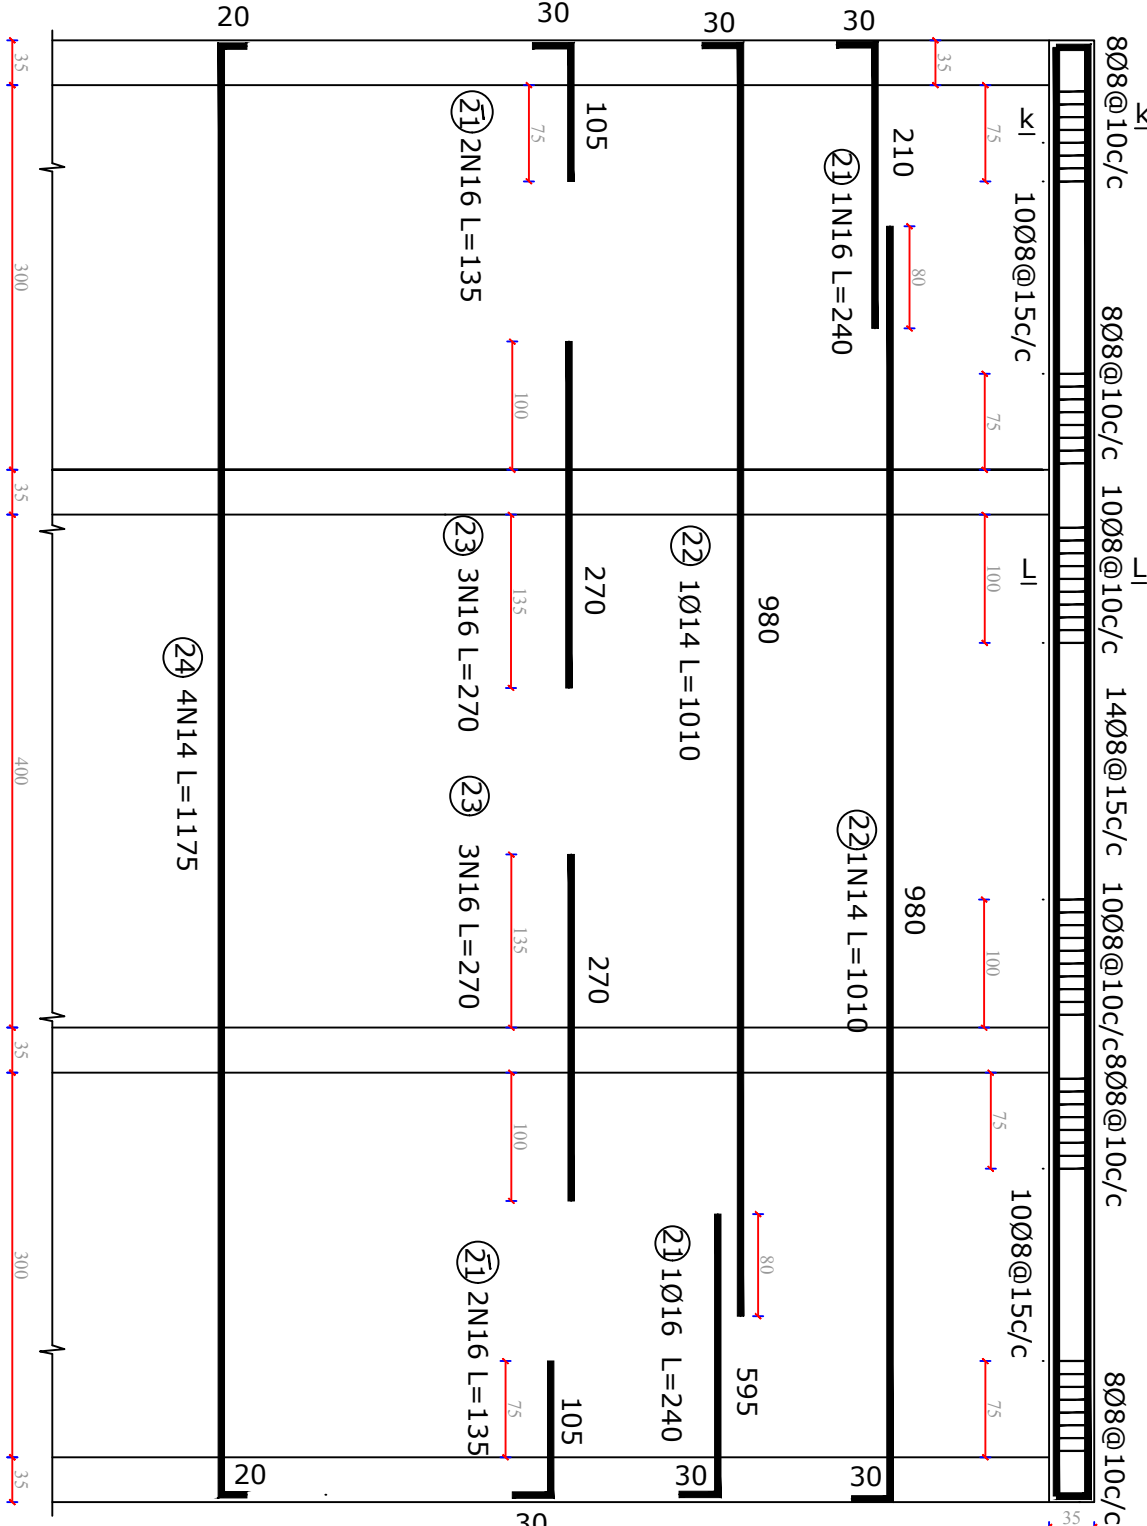 8Ø8@10c/c
8Ø8@10c/c
10Ø8@10c/c
14Ø8@15c/c
10Ø8@10c/c
8Ø8@10c/c
8Ø8@10c/c
k
L
35
k
L
10Ø8@15c/c
10Ø8@15c/c
75
75
100
100
75
75
35
80
30
210
980
30
21 1N16 L=240
22 1N14 L=1010
30
980
80
595
30
22 1Ø14 L=1010
21 1Ø16 L=240
30
105
270
270
105
30
75
100
135
135
100
75
21 2N16 L=135
23 3N16 L=270
23 3N16 L=270
21 2N16 L=135
20
20
24 4N14 L=1175
35
300
35
400
35
300
35